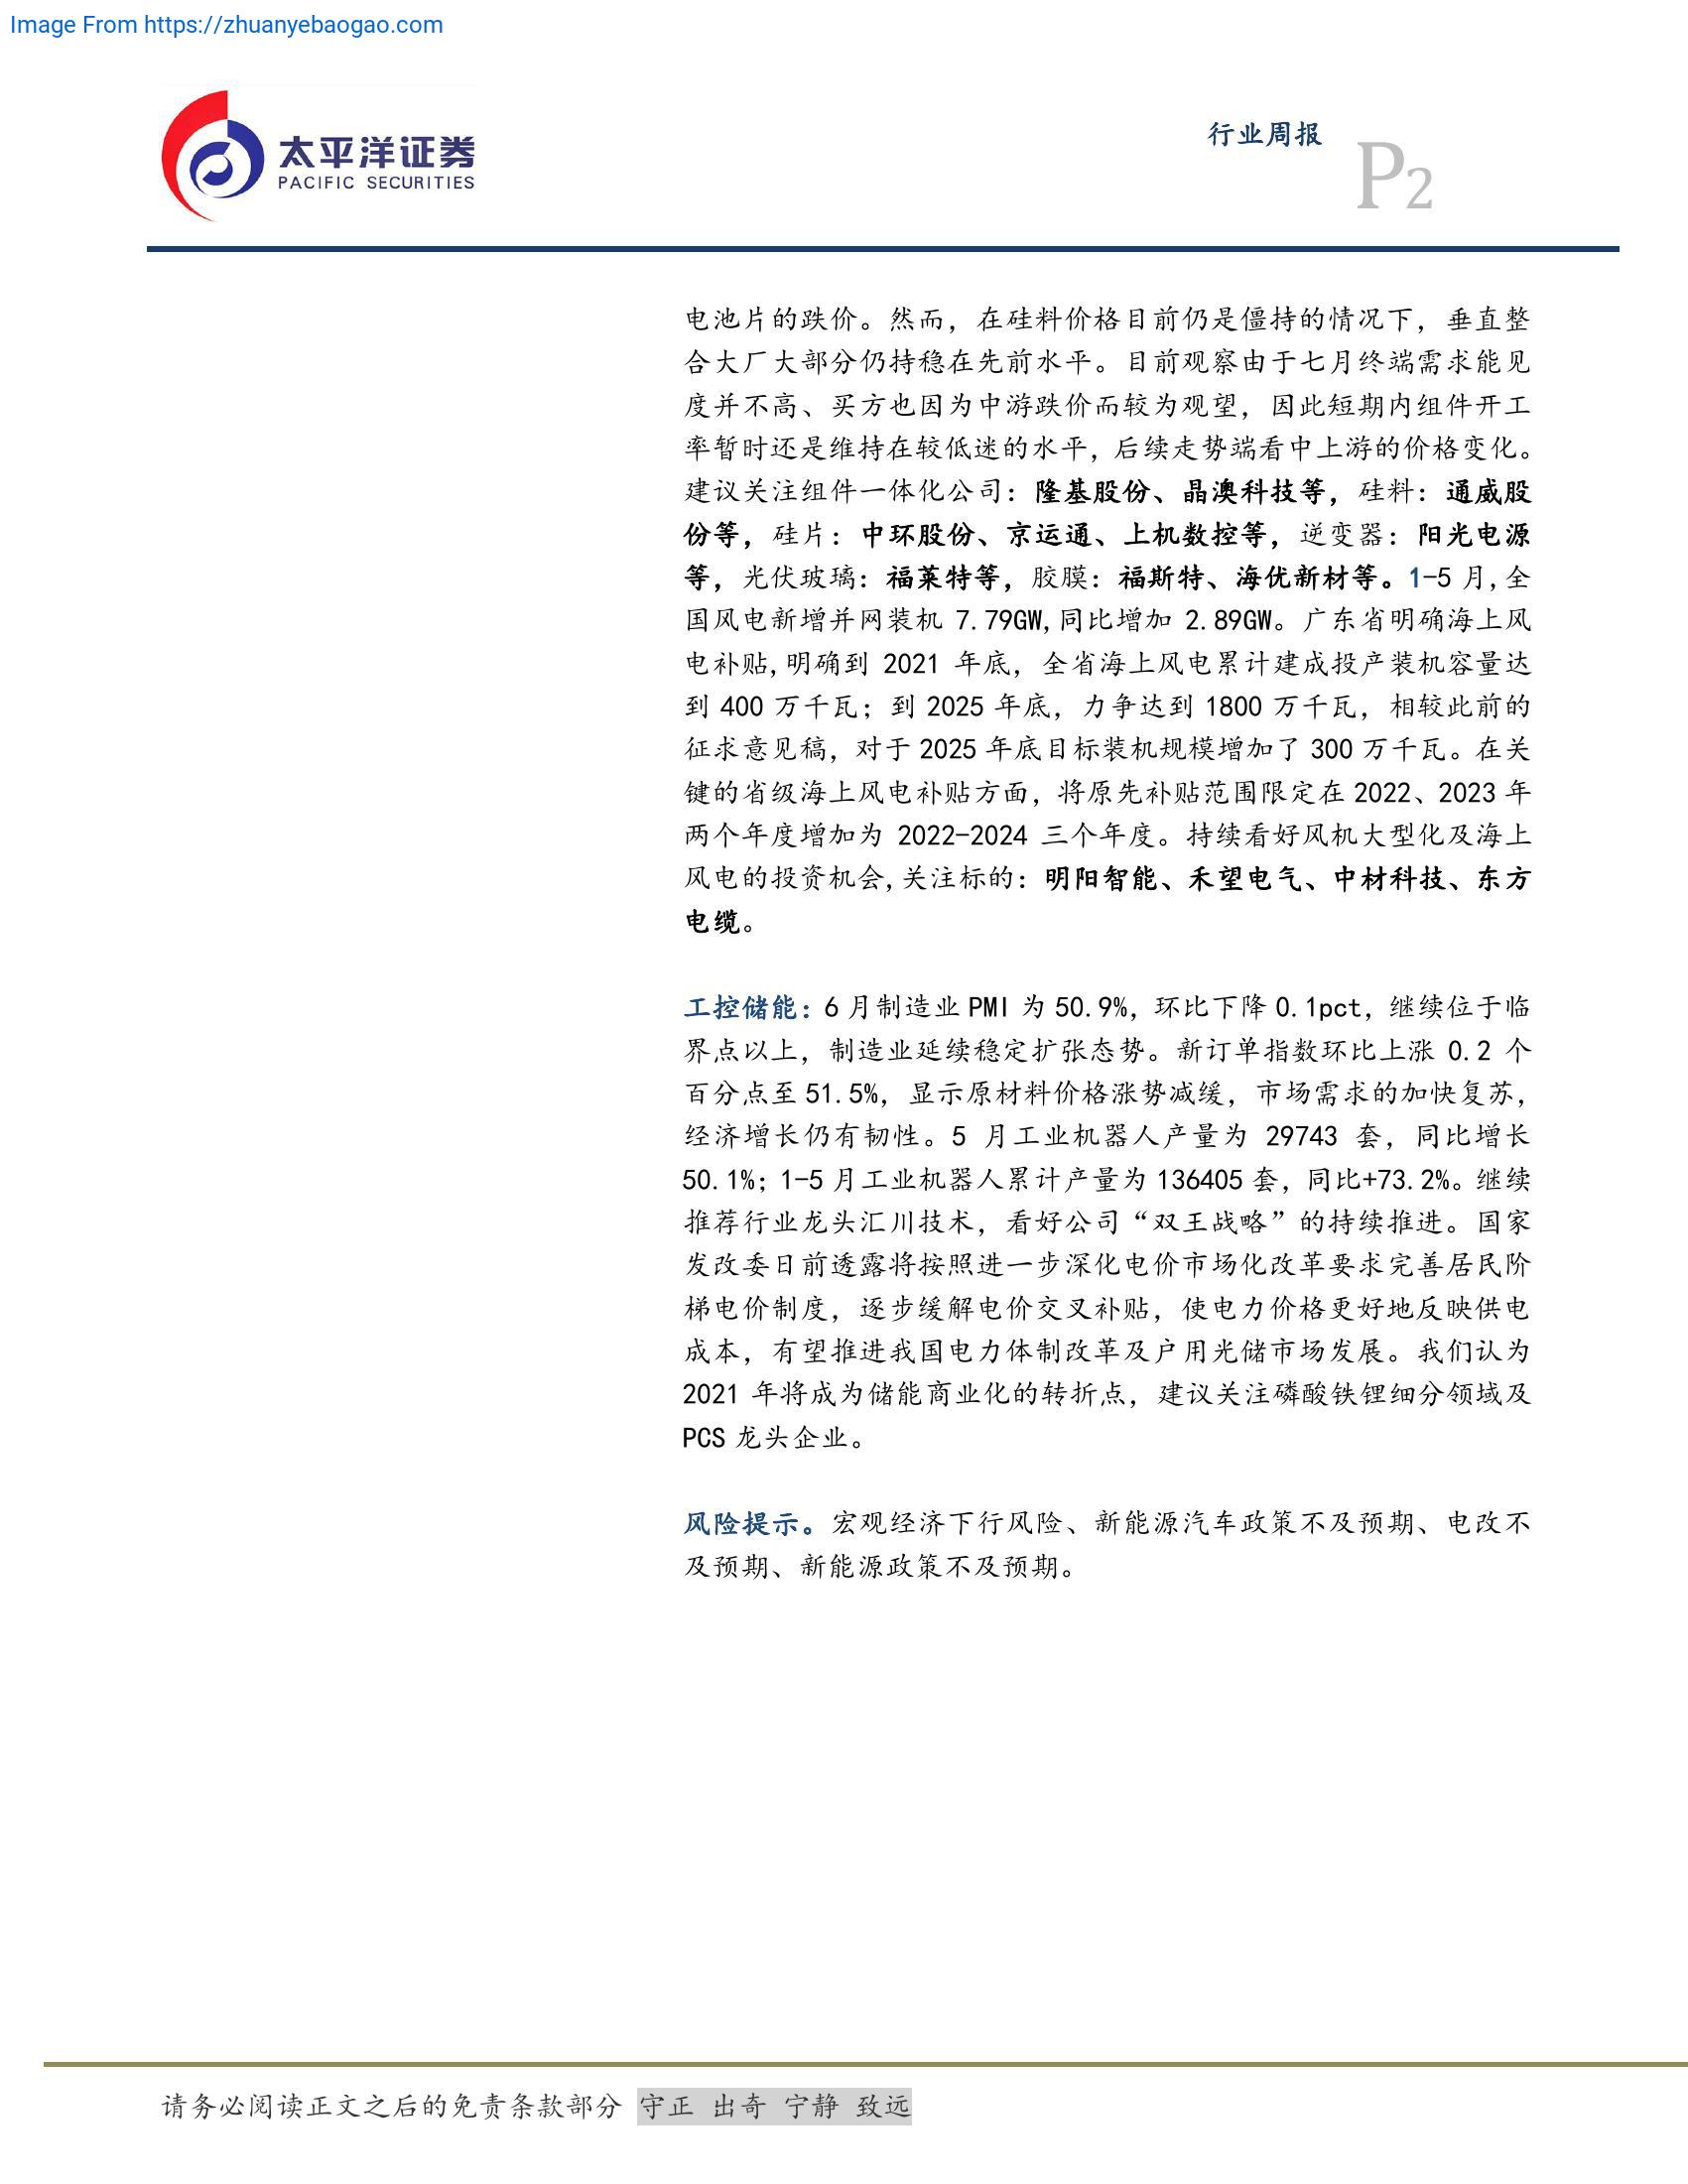 Image From https://zhuanyebaogao.com
太平洋证券
PACIFIC SECURITIES
行业周报
P2
电池片的跌价。然而，在硅料价格目前仍是僵持的情况下，垂直整
合大厂大部分仍持稳在先前水平。目前观察由于七月终端需求能见
度并不高、买方也因为中游跌价而较为观望，因此短期内组件开工
率暂时还是维持在较低迷的水平，后续走势端看中上游的价格变化。
建议关注组件一体化公司：隆基股份、晶澳科技等，硅料：通威股
份等，硅片：中环股份、京运通、上机数控等，逆变器：阳光电源
等，光伏玻璃：福莱特等，胶膜：福斯特、海优新材等。1-5 月,全
国风电新增并网装机 7.79GW,同比增加 2.89GW。广东省明确海上风
电补贴,明确到 2021 年底，全省海上风电累计建成投产装机容量达
到 400 万千瓦；到 2025 年底，力争达到 1800 万千瓦，相较此前的
征求意见稿，对于 2025 年底目标装机规模增加了 300 万千瓦。在关
键的省级海上风电补贴方面，将原先补贴范围限定在 2022、2023 年
两个年度增加为 2022-2024 三个年度。持续看好风机大型化及海上
风电的投资机会,关注标的：明阳智能、禾望电气、中材科技、东方
电缆。
工控储能：6 月制造业 PMI 为 50.9%，环比下降 0.1pct，继续位于临
界点以上，制造业延续稳定扩张态势。新订单指数环比上涨 0.2 个
百分点至 51.5%，显示原材料价格涨势减缓，市场需求的加快复苏，
经济增长仍有韧性。5 月工业机器人产量为 29743 套，同比增长
50.1%；1-5 月工业机器人累计产量为 136405 套，同比+73.2%。继续
推荐行业龙头汇川技术，看好公司“双王战略”的持续推进。国家
发改委日前透露将按照进一步深化电价市场化改革要求完善居民阶
梯电价制度，逐步缓解电价交叉补贴，使电力价格更好地反映供电
成本，有望推进我国电力体制改革及户用光储市场发展。我们认为
2021 年将成为储能商业化的转折点，建议关注磷酸铁锂细分领域及
PCS 龙头企业。
风险提示。宏观经济下行风险、新能源汽车政策不及预期、电改不
及预期、新能源政策不及预期。
请务必阅读正文之后的免责条款部分 守正 出奇 宁静 致远